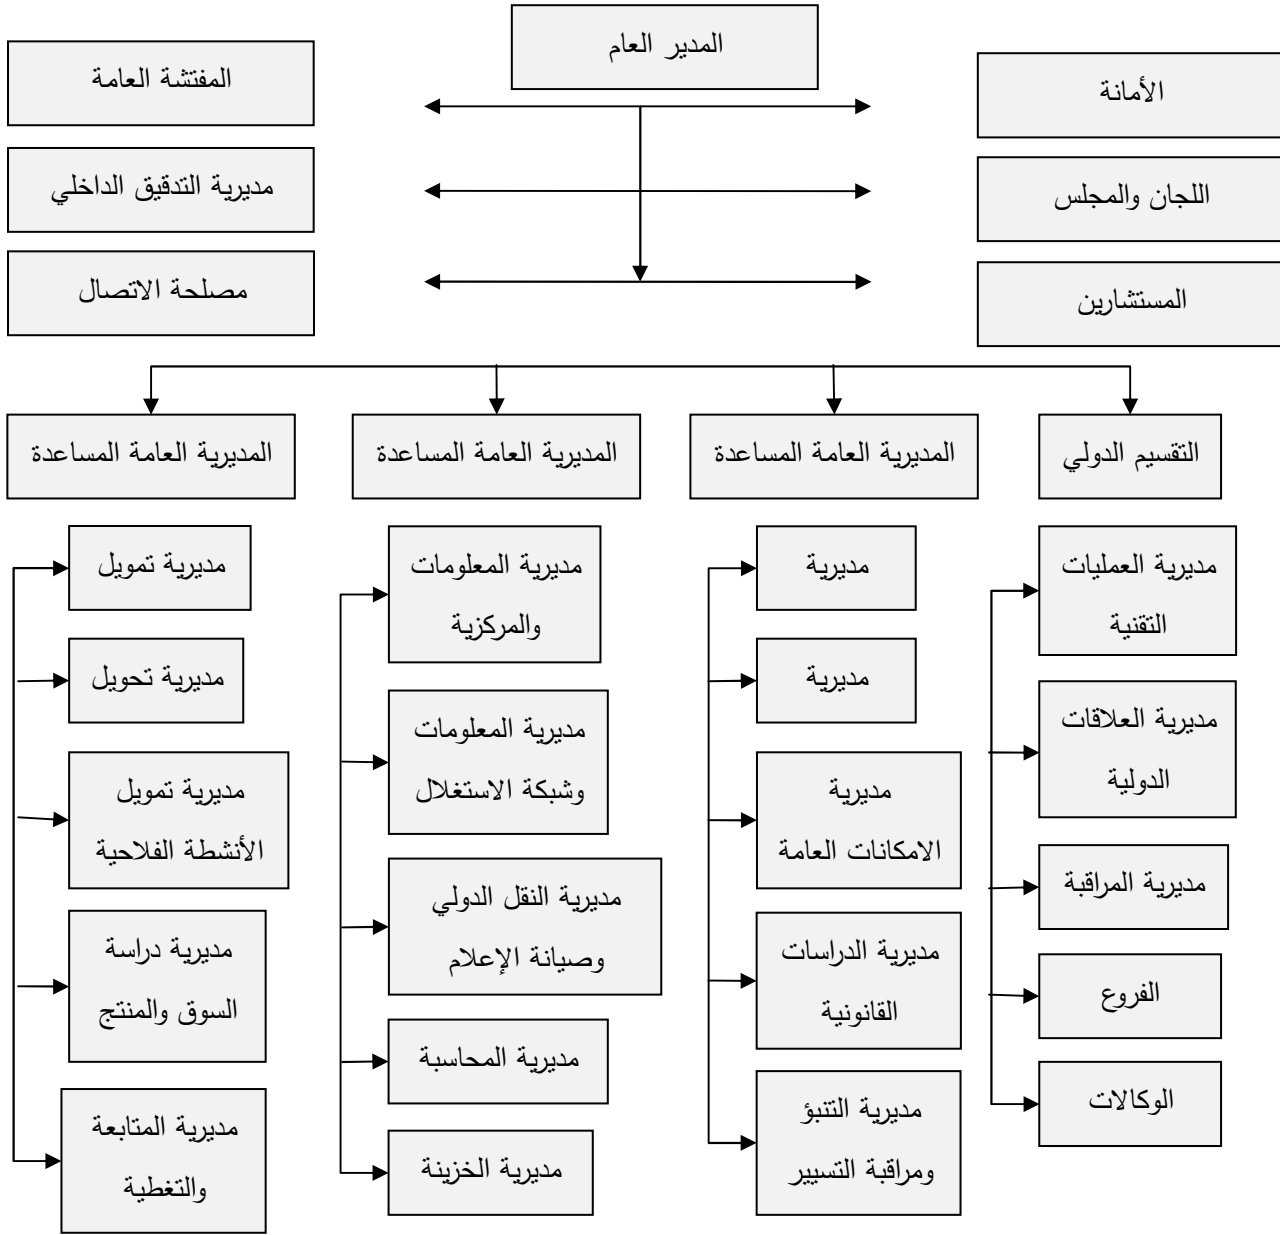 المدير العام
الأمانة
المفتشة العامة
اللجان والمجلس
مديرية التدقيق الداخلي
المستشارين
مصلحة الاتصال
التقسيم الدولي
المديرية العامة المساعدة
المديرية العامة المساعدة
المديرية العامة المساعدة
مديرية العمليات
التقنية
مديرية العلاقات
الدولية
مديرية المراقبة
الفروع
الوكالات
مديرية
مديرية
مديرية
الامكانات العامة
مديرية الدراسات
القانونية
مديرية التنبؤ
ومراقبة التسيير
مديرية المعلومات
والمركزية
مديرية المعلومات
وشبكة الاستغلال
مديرية النقل الدولي
وصيانة الإعلام
مديرية المحاسبة
مديرية الخزينة
مديرية تمويل
مديرية تحويل
مديرية تمويل
الأنشطة الفلاحية
مديرية دراسة
السوق والمنتج
مديرية المتابعة
والتغطية